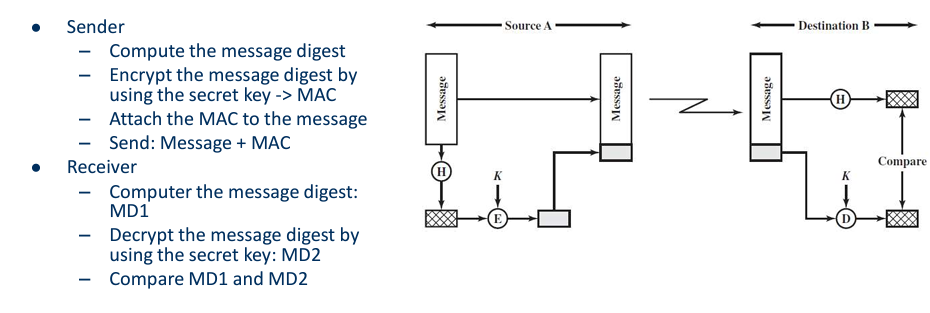 ● Sender
– Compute the message digest
– Encrypt the message digest by
using the secret key -> MAC
– Attach the MAC to the message
– Send: Message + MAC
● Receiver
– Computer the message digest:
MD1
– Decrypt the message digest by
using the secret key: MD2
– Compare MD1 and MD2
Source A
Destination B
Message
Message
Message
H
H
Compare
K
K
E
D